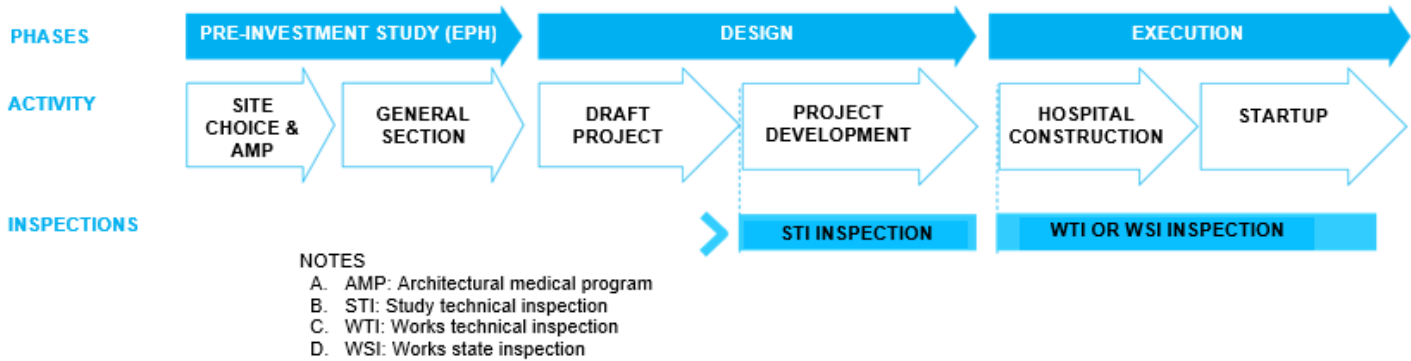 PHASES
PRE-INVESTMENT STUDY (EPH)
DESIGN
EXECUTION
ACTIVITY
SITE
CHOICE &
AMP
GENERAL
SECTION
DRAFT
PROJECT
PROJECT
DEVELOPMENT
HOSPITAL
CONSTRUCTION
STARTUP
INSPECTIONS
STI INSPECTION
WTI OR WSI INSPECTION
NOTES
A. AMP: Architectural medical program
B. STI: Study technical inspection
C. WTI: Works technical inspection
D. WSI: Works state inspection